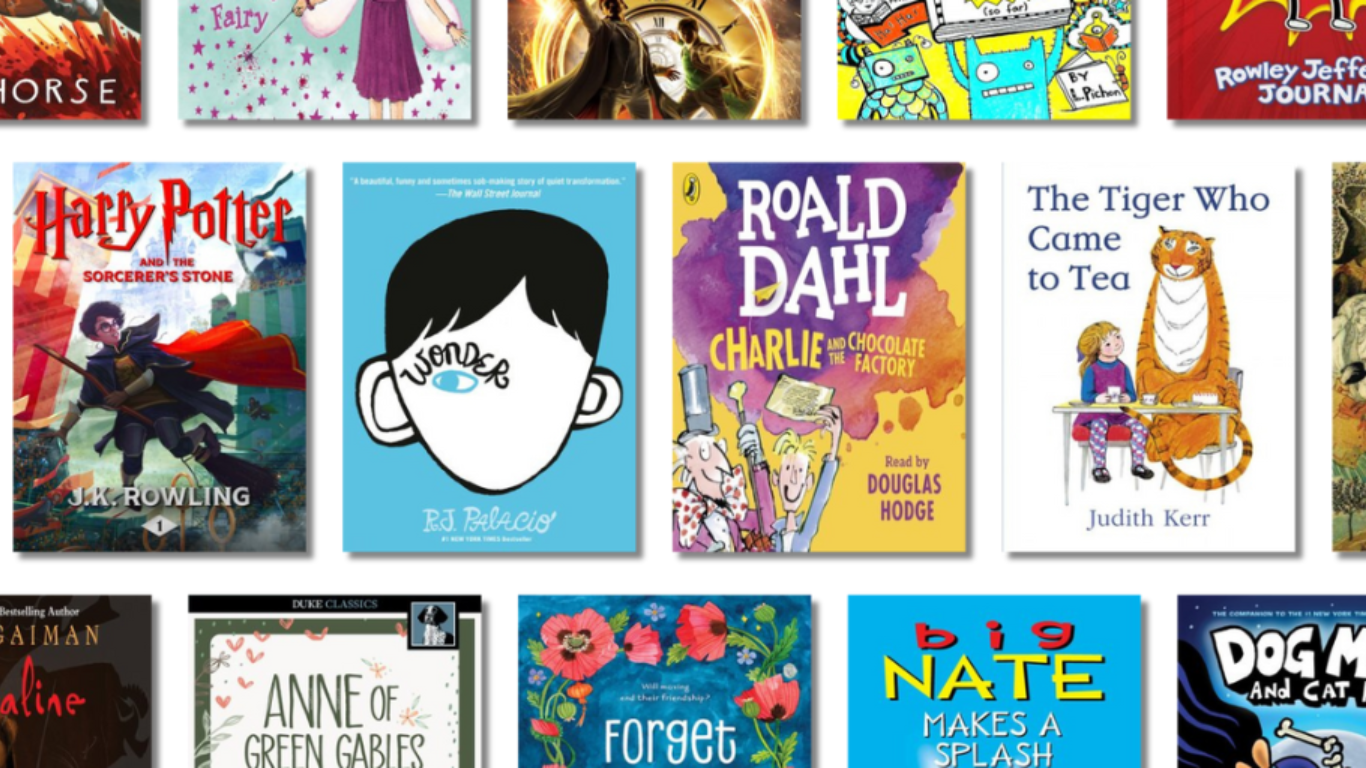 HORSE
Fairy
(so far)
BY
L.Pichon
Rowley Jeffe
JOURNA
Harry Potter
AND THE
SORCERER'S STONE
J.K. ROWLING
1
"A beautiful, funny and sometimes sob-making story of quiet transformation."
—The Wall Street Journal
WONDER
R.J. PALACIO
#1 NEW YORK TIMES Bestseller
ROALD
DAHL
CHARLIE AND THE CHOCOLATE
FACTORY
Read by
DOUGLAS
HODGE
The Tiger Who
Came
to Tea
Judith Kerr
Bestselling Author
GAIMAN
aline
DUKE CLASSICS
ANNE OF
GREEN GABLES
Will moving
end their friendship?
Forget
big
NATE
MAKES A
SPLASH
THE COMPANION TO THE #1 NEW YORK TIM
DOG M
AND CAT